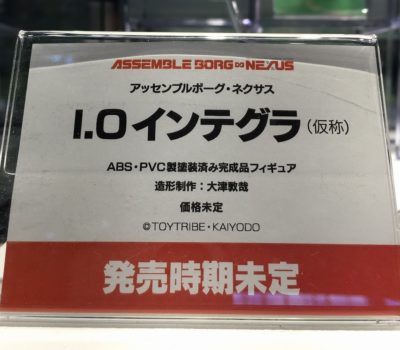 ASSEMBLE BORG∞NEXUS
アッセンブルボーグ・ネクサス
I.Oインテグラ(仮称)
ABS・PVC製塗装済み完成品フィギュア
造形制作：大津敦哉
価格未定
©TOYTRIBE・KAIYODO
発売時期未定